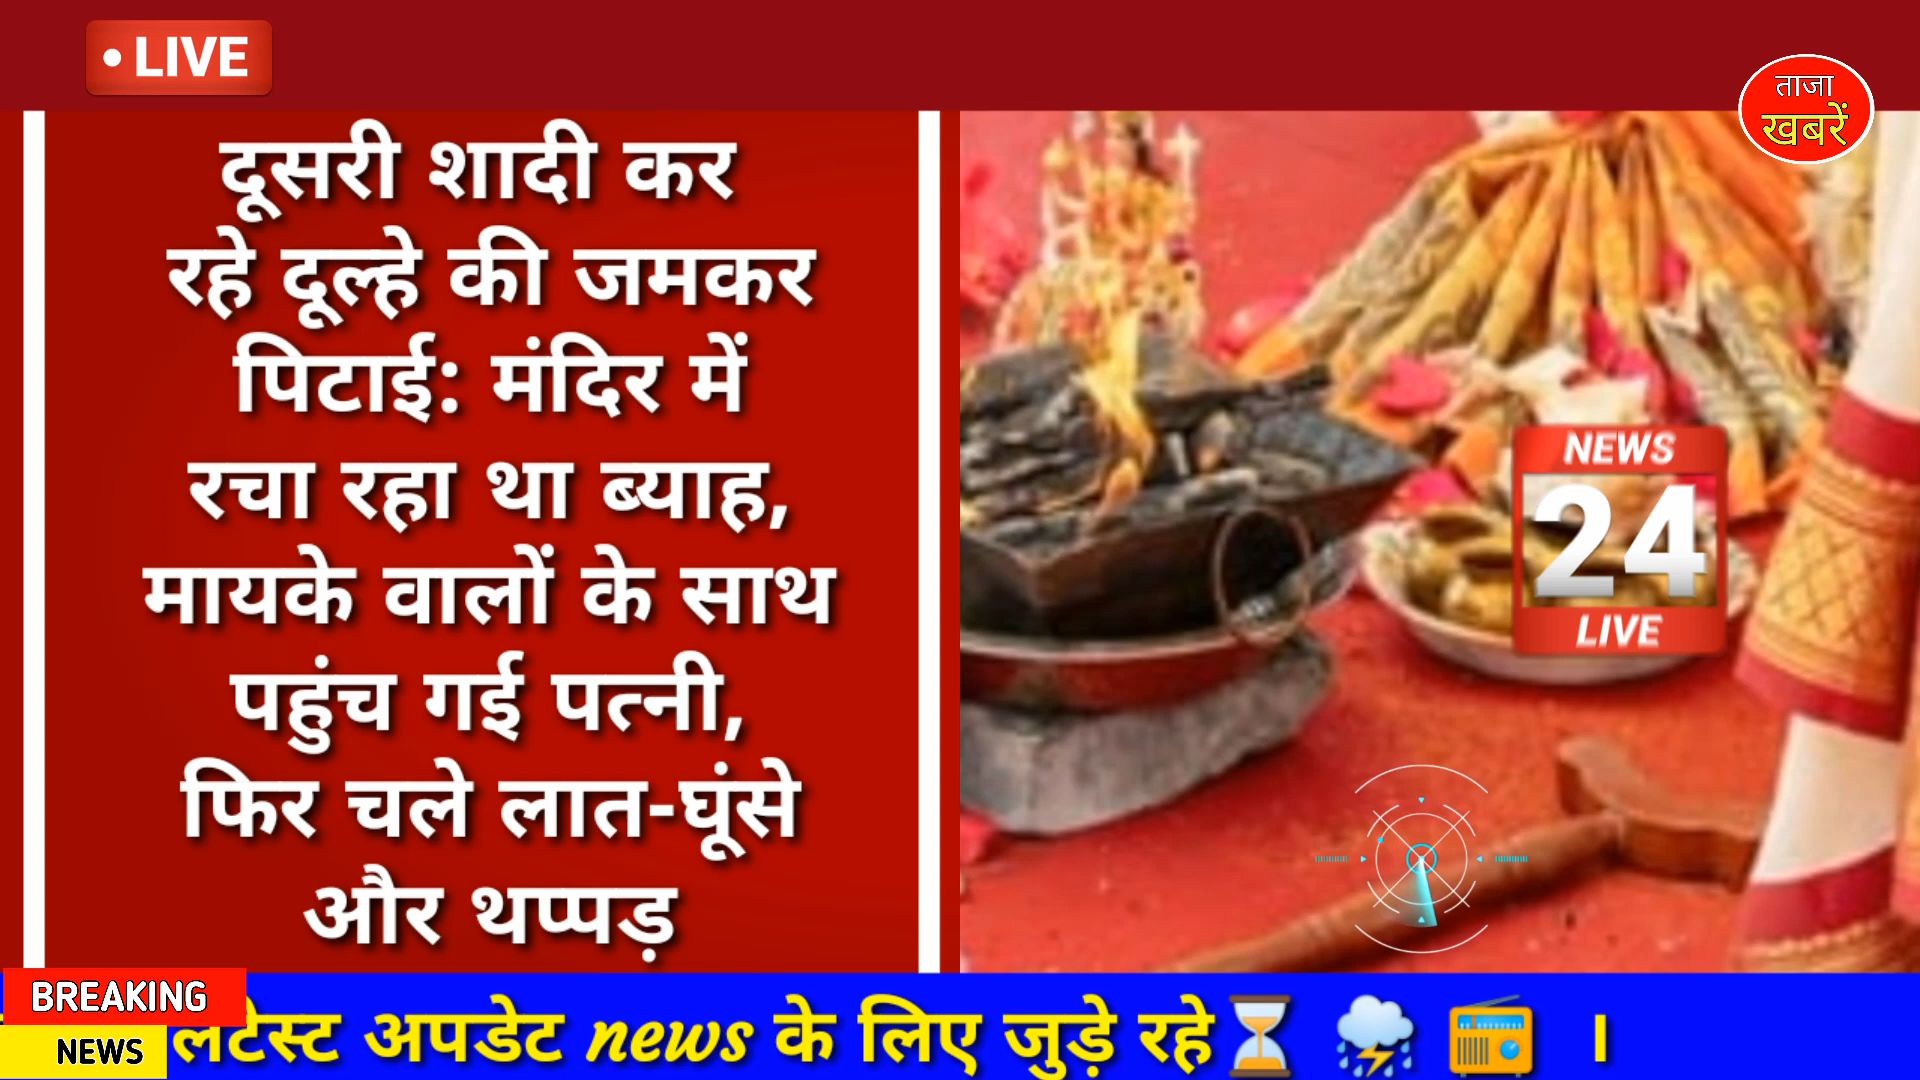 • LIVE
ताजा
खबरें
दूसरी शादी कर
रहे दूल्हे की जमकर
पिटाई: मंदिर में
रचा रहा था ब्याह,
मायके वालों के साथ
पहुंच गई पत्नी,
फिर चले लात-घूंसे
और थप्पड़
NEWS
24
LIVE
BREAKING
NEWS
लेटेस्ट अपडेट news के लिए जुड़े रहे⏳ ⛈️ 📻 ।